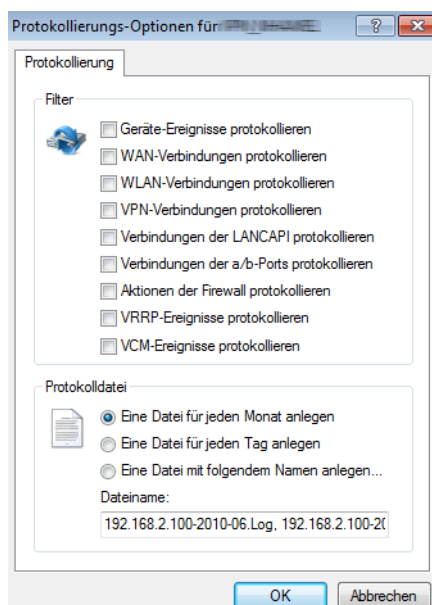 Protokollierungs-Optionen für
Protokollierung
Filter
Geräte-Ereignisse protokollieren
WAN-Verbindungen protokollieren
WLAN-Verbindungen protokollieren
VPN-Verbindungen protokollieren
Verbindungen der LANCAPI protokollieren
Verbindungen der a/b-Ports protokollieren
Aktionen der Firewall protokollieren
VRRP-Ereignisse protokollieren
VCM-Ereignisse protokollieren
Protokolldatei
Eine Datei für jeden Monat anlegen
Eine Datei für jeden Tag anlegen
Eine Datei mit folgendem Namen anlegen...
Dateiname:
192.168.2.100-2010-06.Log, 192.168.2.100-20
OK Abbrechen